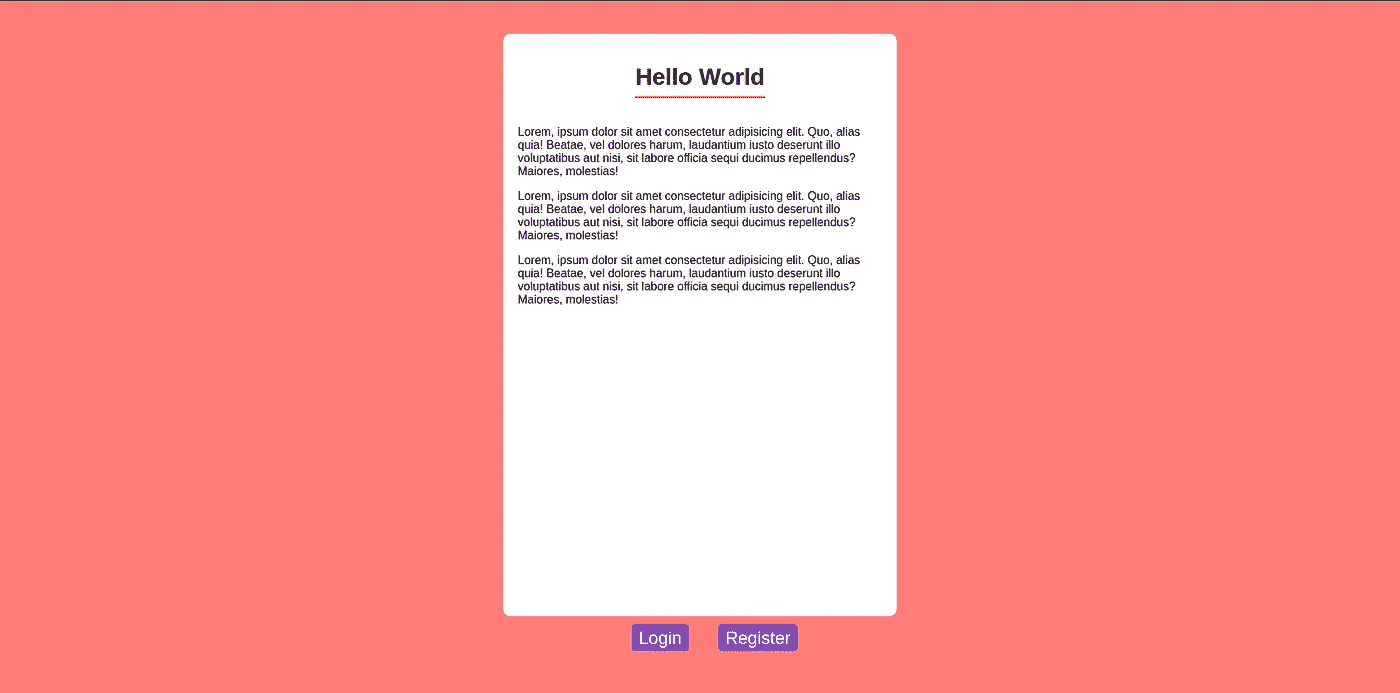 Hello World
Lorem, ipsum dolor sit amet consectetur adipisicing elit. Quo, alias
quia! Beatae, vel dolores harum, laudantium iusto deserunt illo
voluptatibus aut nisi, sit labore officia sequi ducimus repellendus?
Maiores, molestias!
Lorem, ipsum dolor sit amet consectetur adipisicing elit. Quo, alias
quia! Beatae, vel dolores harum, laudantium iusto deserunt illo
voluptatibus aut nisi, sit labore officia sequi ducimus repellendus?
Maiores, molestias!
Lorem, ipsum dolor sit amet consectetur adipisicing elit. Quo, alias
quia! Beatae, vel dolores harum, laudantium iusto deserunt illo
voluptatibus aut nisi, sit labore officia sequi ducimus repellendus?
Maiores, molestias!
Login Register